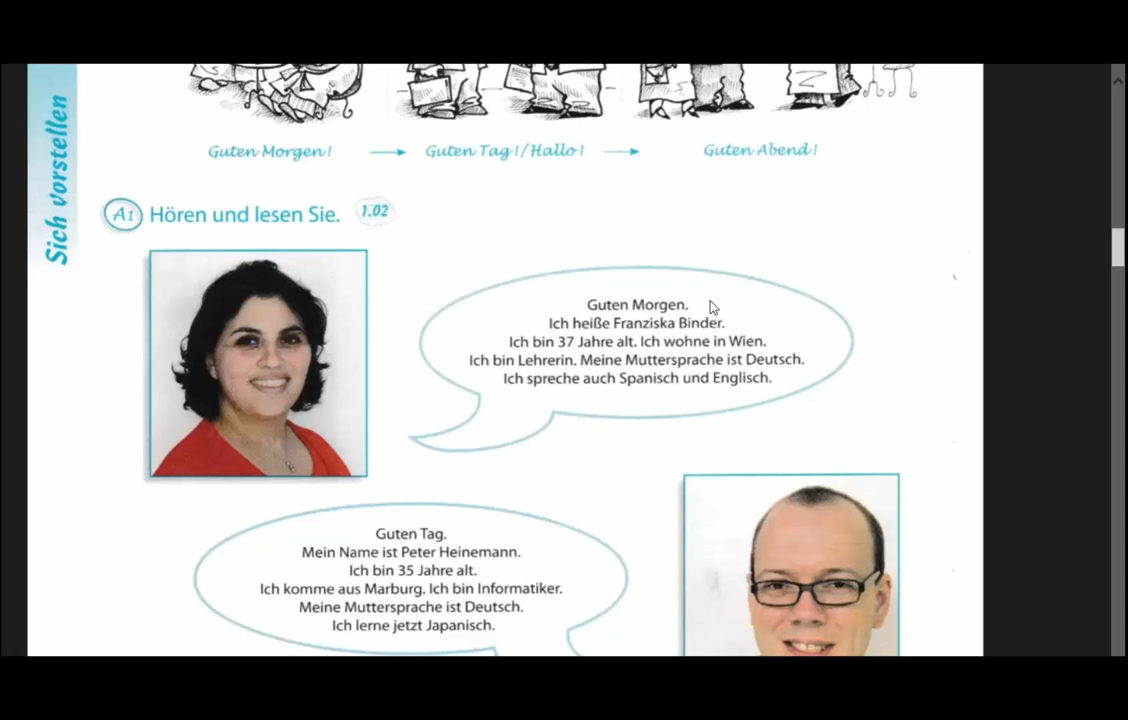 Sich vorstellen
Guten Morgen!
Guten Tag!/Hallo!
Guten Abend!
A1 Hören und lesen Sie. 1.02
Guten Morgen.
Ich heiße Franziska Binder.
Ich bin 37 Jahre alt. Ich wohne in Wien.
Ich bin Lehrerin. Meine Muttersprache ist Deutsch.
Ich spreche auch Spanisch und Englisch.
Guten Tag.
Mein Name ist Peter Heinemann.
Ich bin 35 Jahre alt.
Ich komme aus Marburg. Ich bin Informatiker.
Meine Muttersprache ist Deutsch.
Ich lerne jetzt Japanisch.